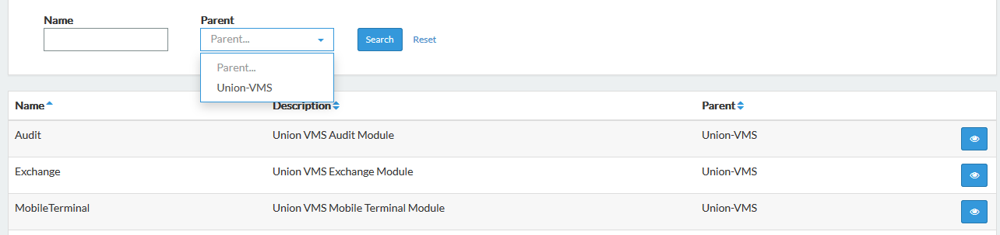 Name Parent
Parent... Search Reset
Parent...
Union-VMS
Name Description Parent
Audit Union VMS Audit Module Union-VMS
Exchange Union VMS Exchange Module Union-VMS
MobileTerminal Union VMS Mobile Terminal Module Union-VMS